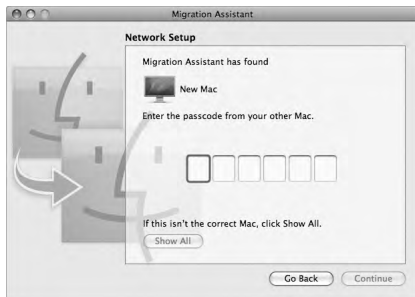 Migration Assistant
Network Setup
Migration Assistant has found
New Mac
Enter the passcode from your other Mac.
If this isn't the correct Mac, click Show All.
Show All
Go Back
Continue